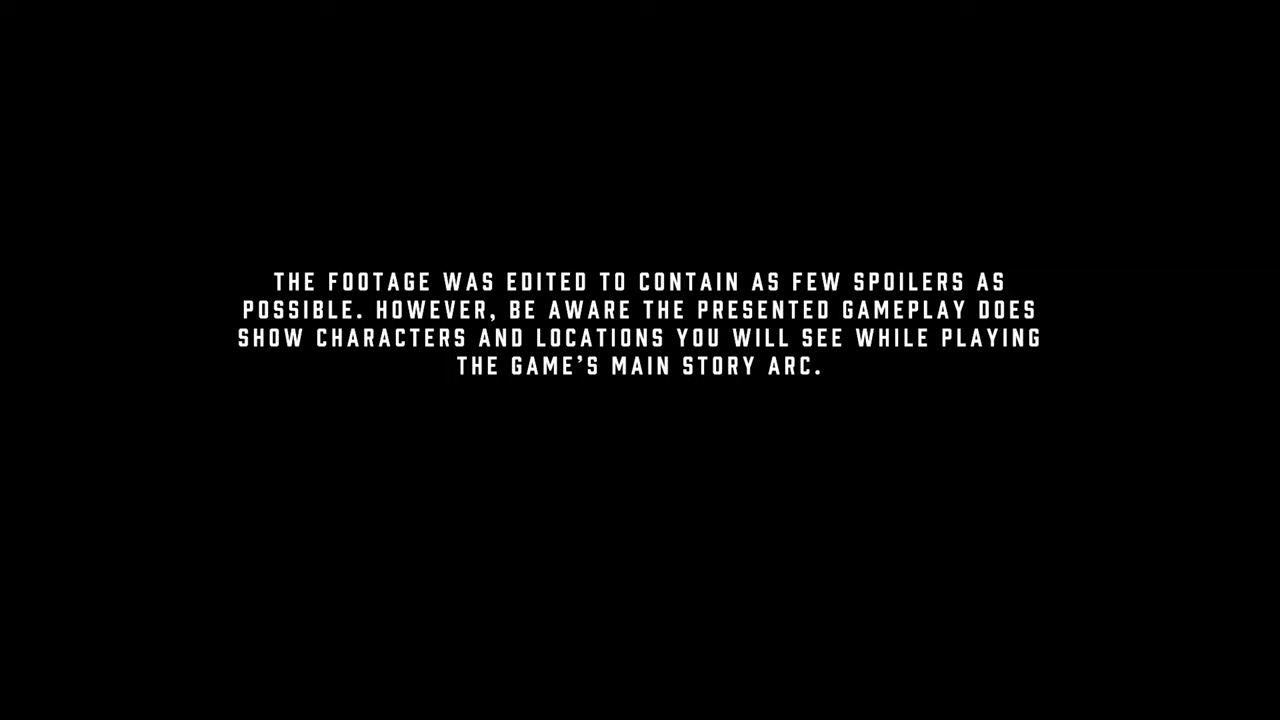 THE FOOTAGE WAS EDITED TO CONTAIN AS FEW SPOILERS AS
POSSIBLE. HOWEVER, BE AWARE THE PRESENTED GAMEPLAY DOES
SHOW CHARACTERS AND LOCATIONS YOU WILL SEE WHILE PLAYING
THE GAME’S MAIN STORY ARC.